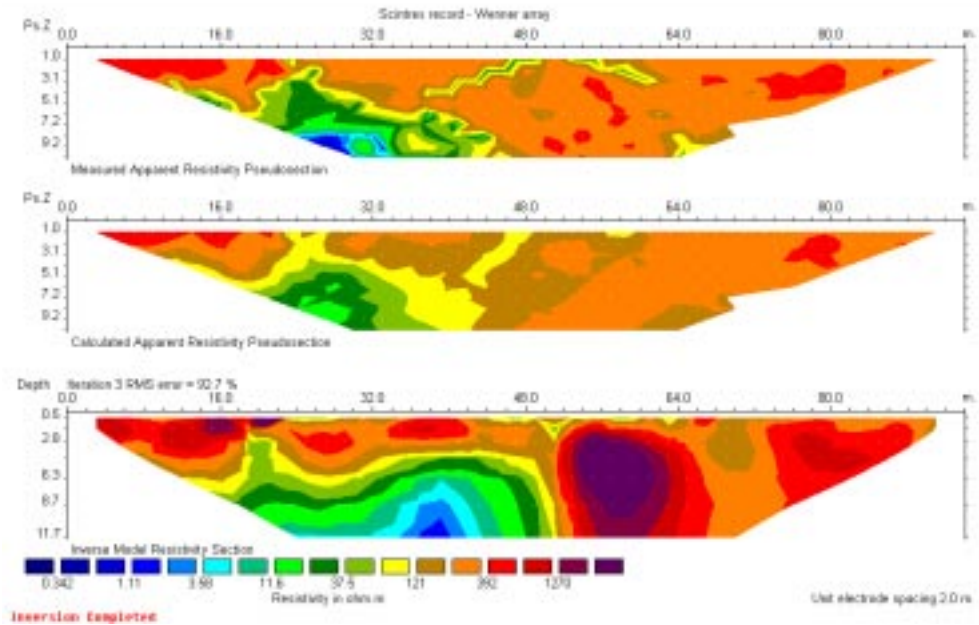 Scintrex record - Wenner array
Ps.Z 0.0 16.0 32.0 48.0 64.0 80.0 m.
1.0
3.1
5.1
7.2
9.2
Measured Apparent Resistivity Pseudosection
Ps.Z 0.0 16.0 32.0 48.0 64.0 80.0 m.
1.0
3.1
5.1
7.2
9.2
Calculated Apparent Resistivity Pseudosection
Depth Iteration 3 RMS error = 92.7 %
0.0 16.0 32.0 48.0 64.0 80.0 m.
0.5
6.3
8.7
11.7
Inverse Model Resistivity Section
0.342 1.11 11.6 37.5 121 392 1270
Resistivity in ohm.m
Unit electrode spacing 2.0 m
Inversion Completed